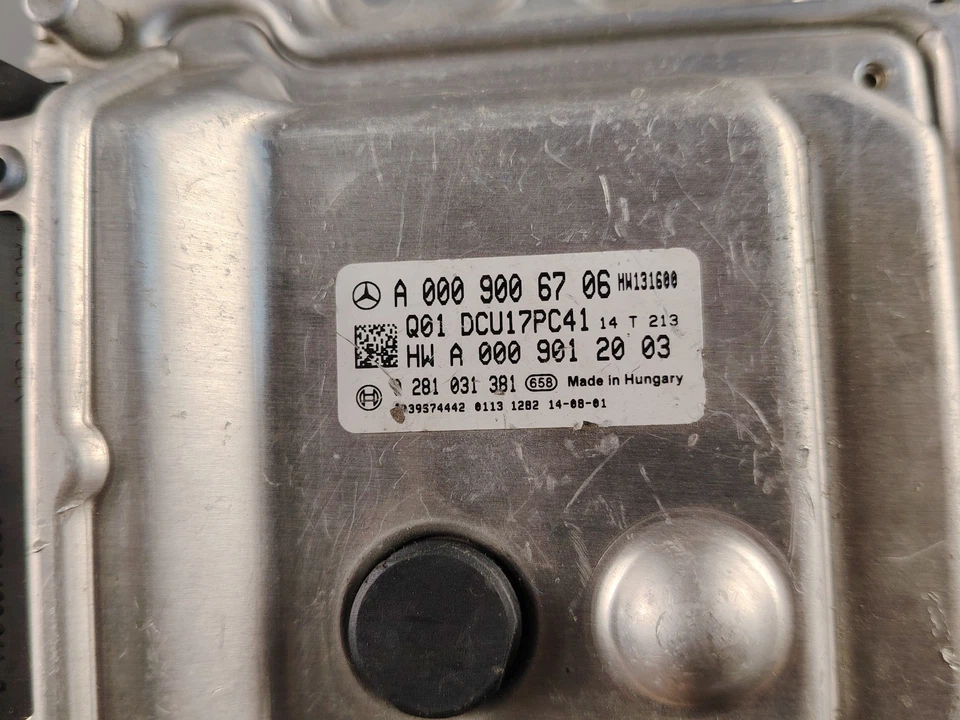 A 000 900 67 06 HW131600
Q01 DCU17PC41 14 T 213
HW A 000 901 20 03
281 031 381 658 Made in Hungary
0113 1282 14-08-01